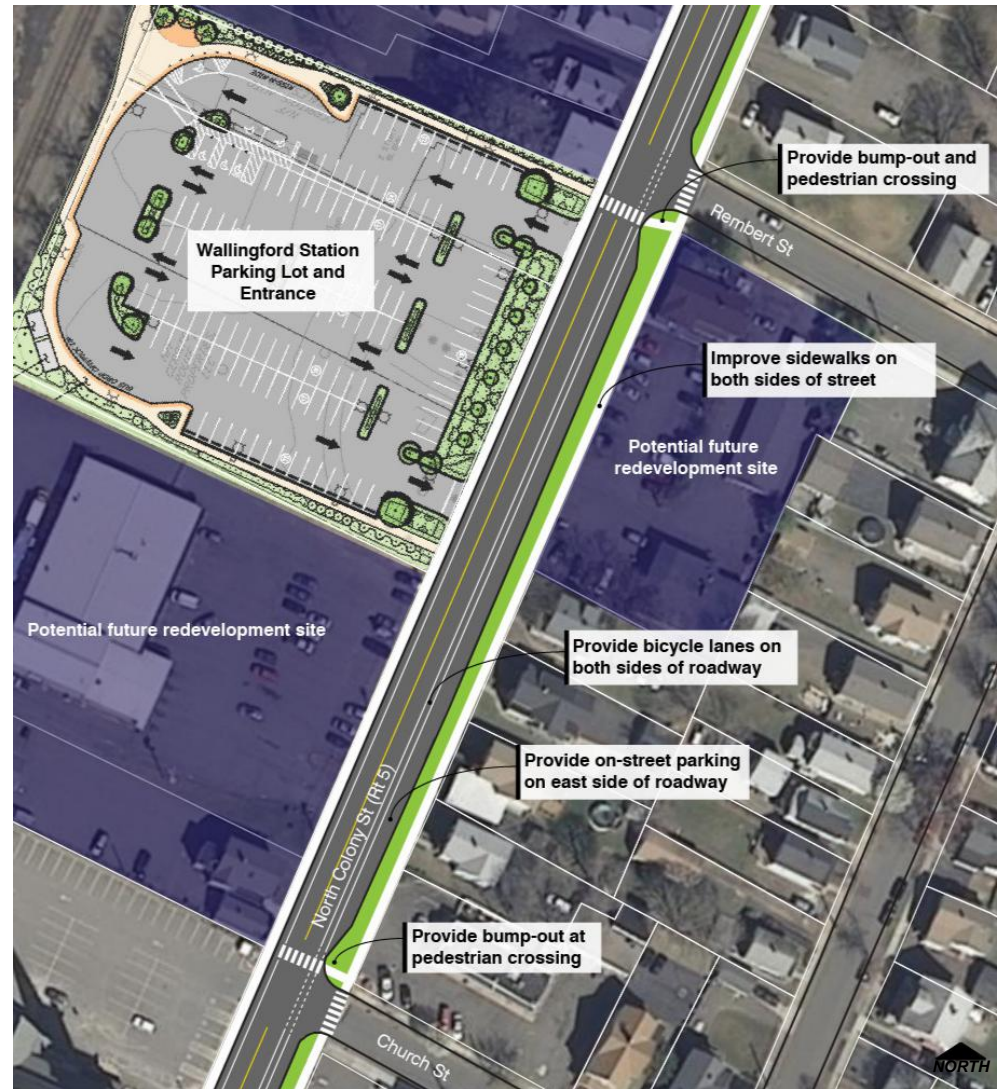 Provide bump-out and
pedestrian crossing
Rembert St
Wallingford Station
Parking Lot and
Entrance
Improve sidewalks on
both sides of street
Potential future
redevelopment site
Potential future redevelopment site
Provide bicycle lanes on
both sides of roadway
Provide on-street parking
on east side of roadway
North Colony St (Rt 5)
Provide bump-out at
pedestrian crossing
Church St
NORTH